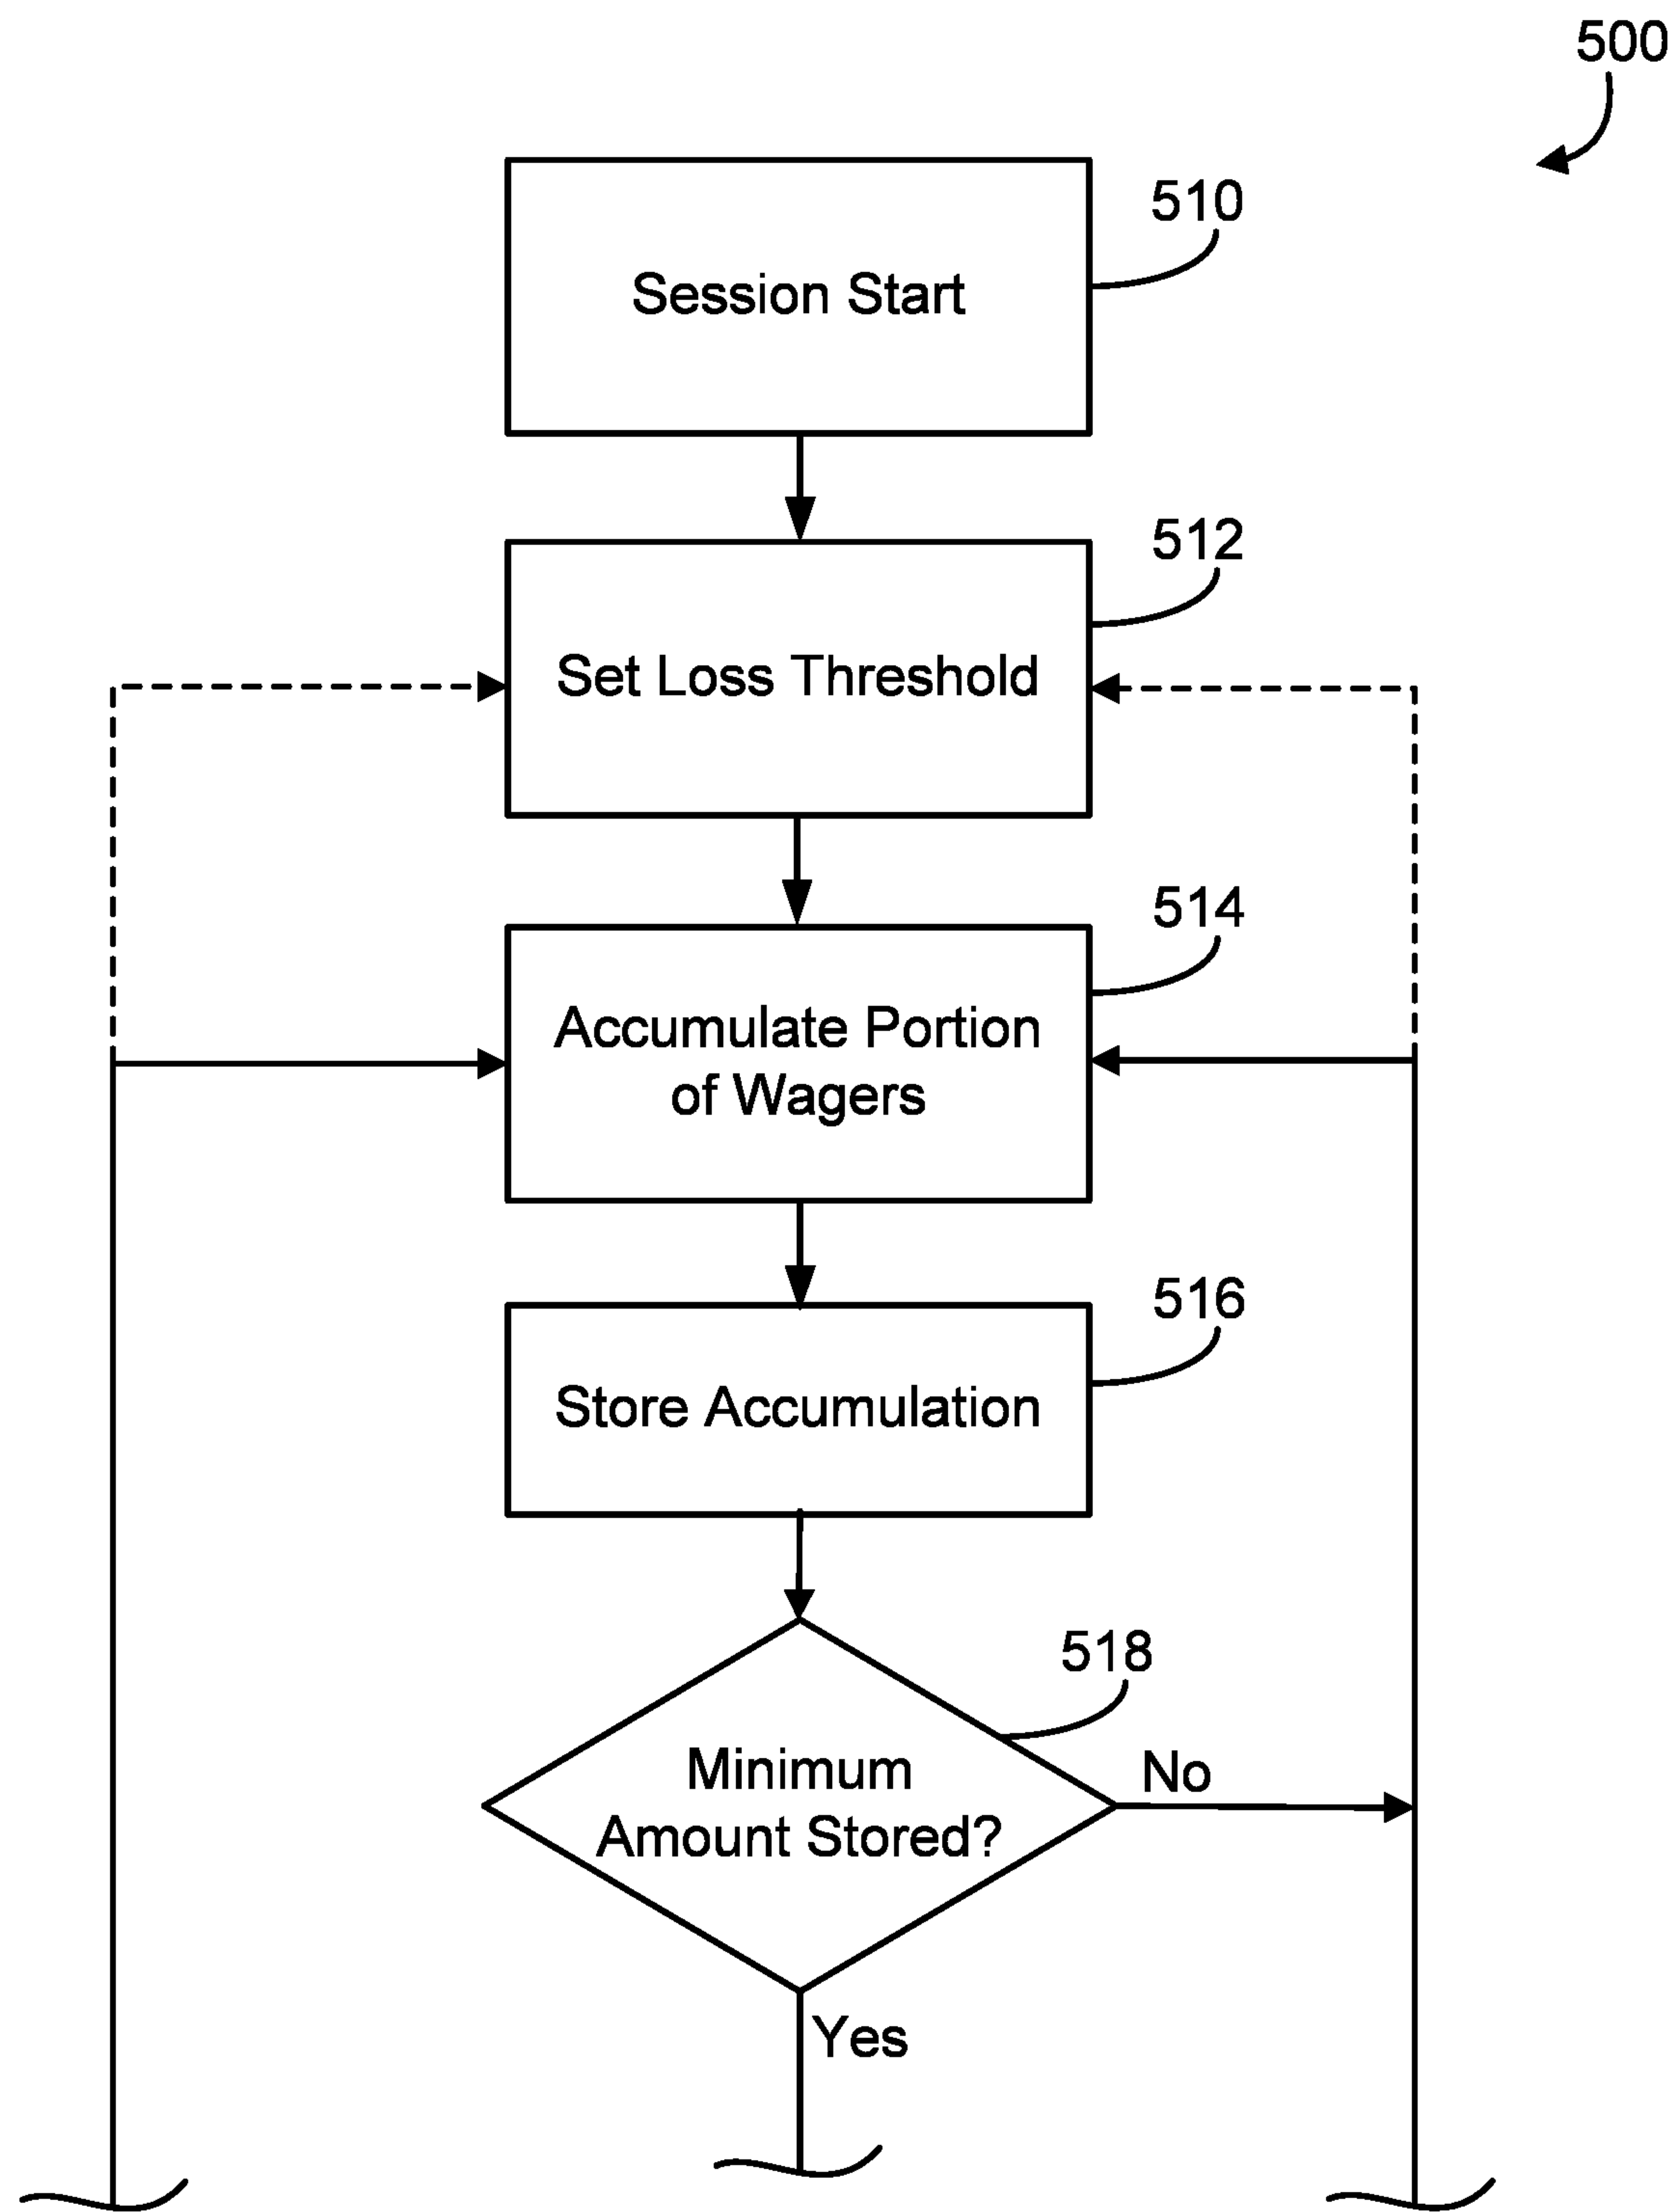 500
510
Session Start
512
Set Loss Threshold
514
Accumulate Portion
of Wagers
516
Store Accumulation
518
Minimum
Amount Stored?
No
Yes